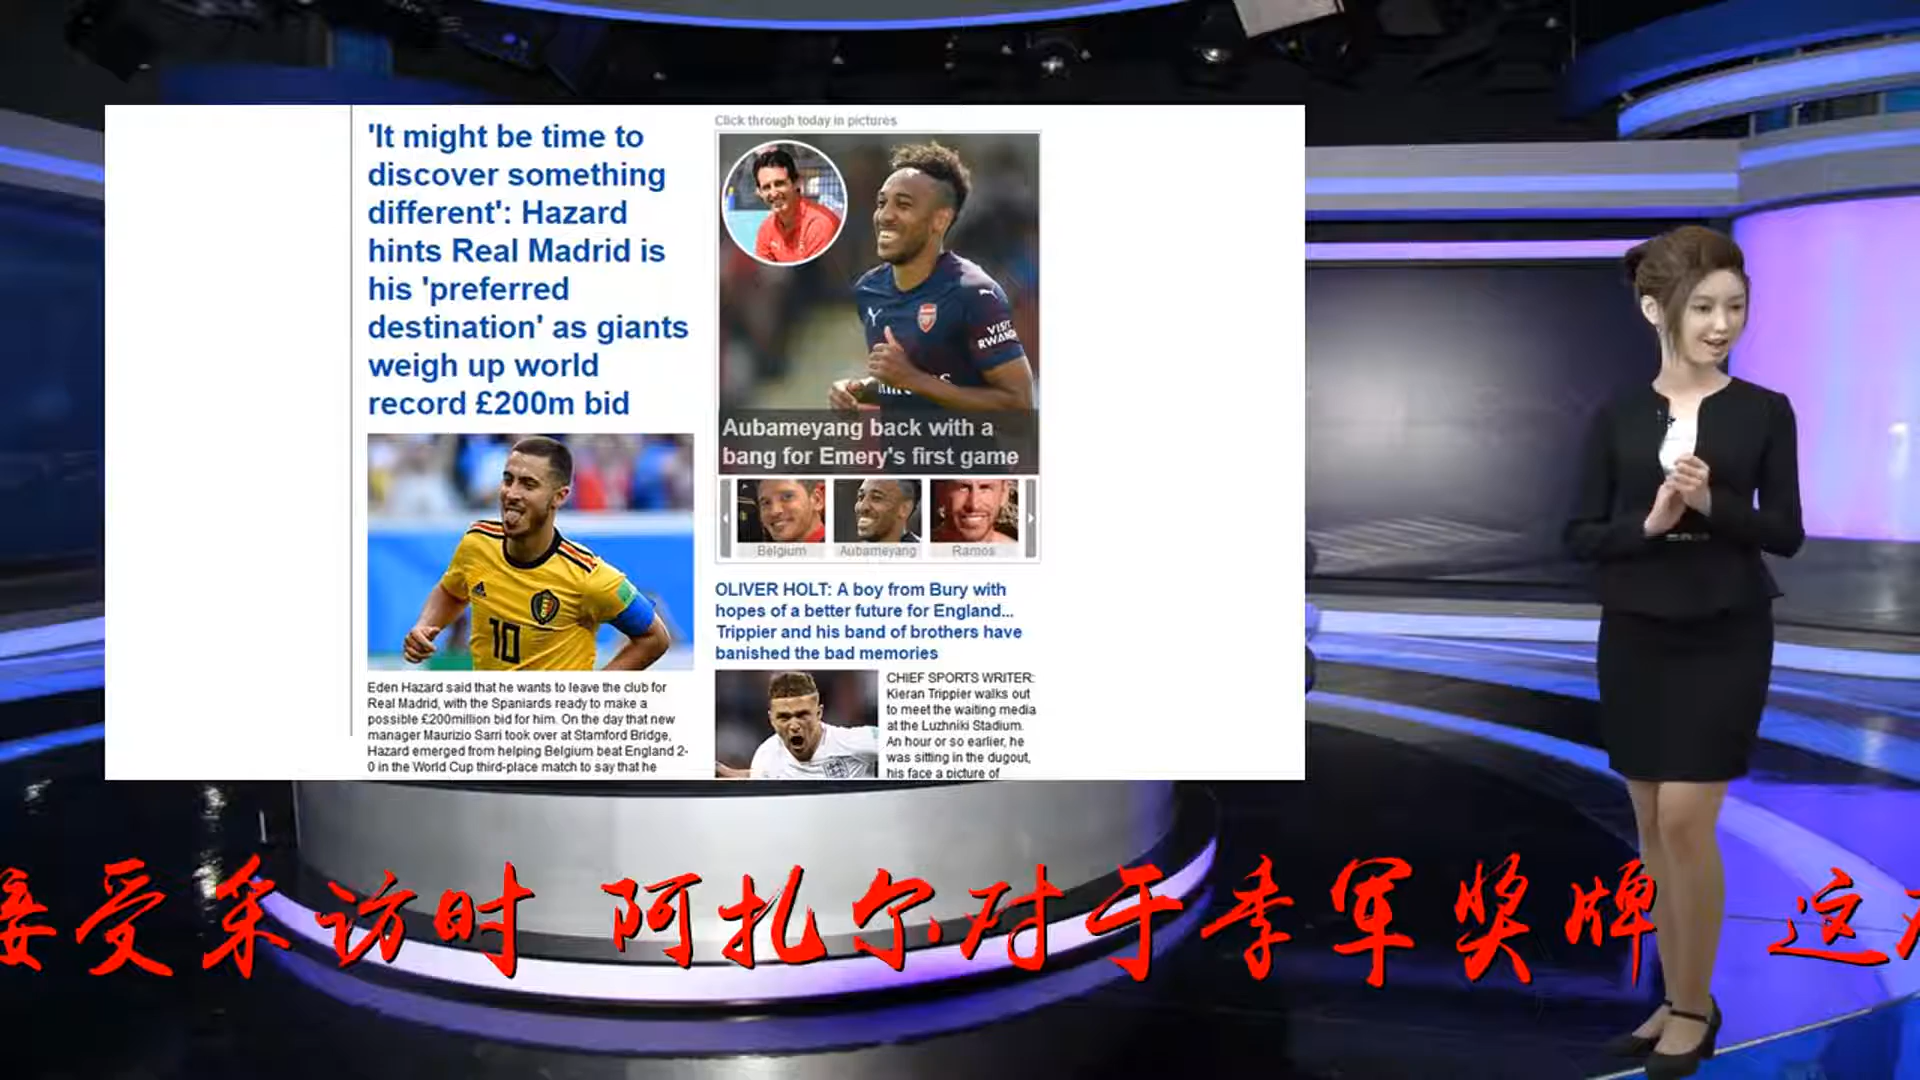 'It might be time to
discover something
different': Hazard
hints Real Madrid is
his 'preferred
destination' as giants
weigh up world
record £200m bid
10
Eden Hazard said that he wants to leave the club for
Real Madrid, with the Spaniards ready to make a
possible £200million bid for him. On the day that new
manager Maurizio Sarri took over at Stamford Bridge,
Hazard emerged from helping Belgium beat England 2-
0 in the World Cup third-place match to say that he
Click through today in pictures
VISIT
RWANDA
Aubameyang back with a
bang for Emery's first game
Belgium
Aubameyang
Ramos
OLIVER HOLT: A boy from Bury with
hopes of a better future for England...
Trippier and his band of brothers have
banished the bad memories
CHIEF SPORTS WRITER:
Kieran Trippier walks out
to meet the waiting media
at the Luzhniki Stadium.
An hour or so earlier, he
was sitting in the dugout,
his face a picture of
接受采访时 阿扎尔对于季军奖牌 这